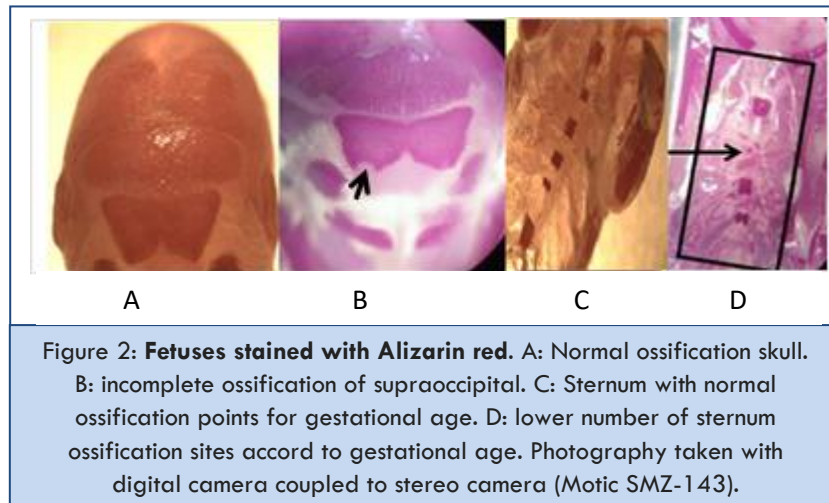 A B C D
Figure 2: Fetuses stained with Alizarin red. A: Normal ossification skull.
B: incomplete ossification of supraoccipital. C: Sternum with normal
ossification points for gestational age. D: lower number of sternum
ossification sites accord to gestational age. Photography taken with
digital camera coupled to stereo camera (Motic SMZ-143).